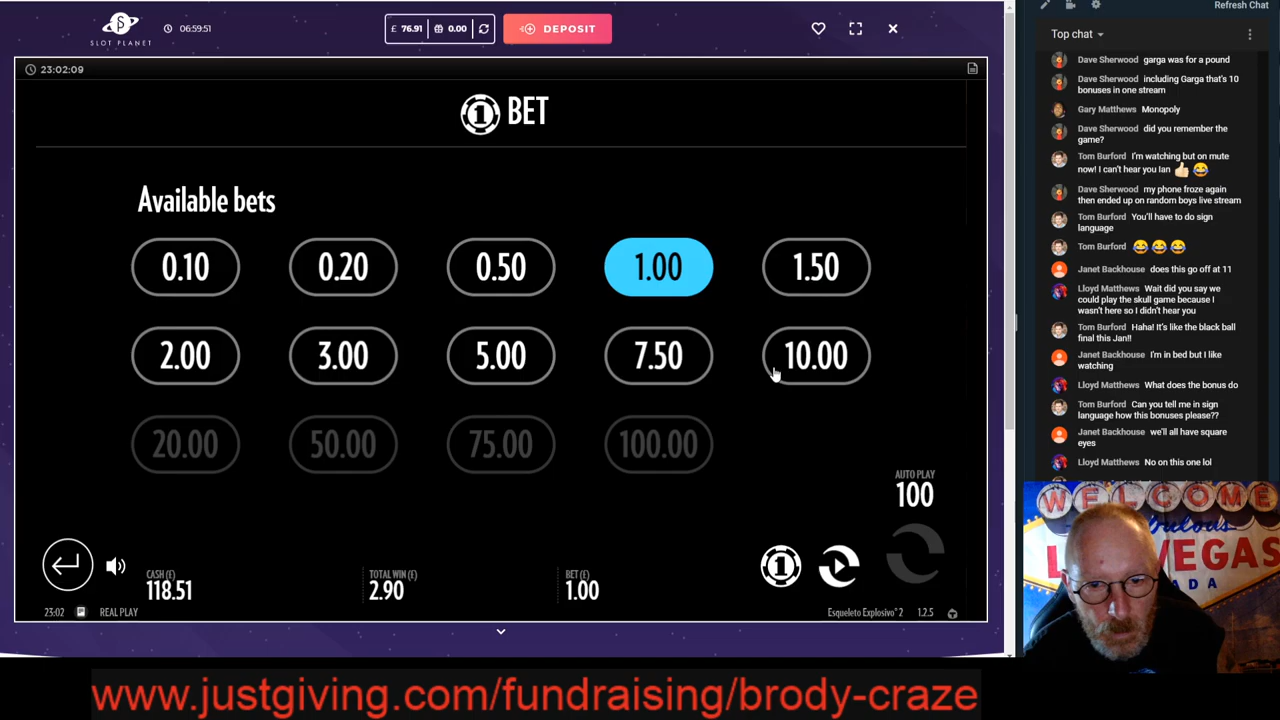 S
SLOT PLANET
06:59:51
£ 76.91 0.00
DEPOSIT
23:02:09
1 BET
Available bets
0.10 0.20 0.50 1.00 1.50
2.00 3.00 5.00 7.50 10.00
20.00 50.00 75.00 100.00
AUTO PLAY
100
CASH (£)
118.51
TOTAL WIN (£)
2.90
BET (£)
1.00
1
23:02 REAL PLAY
Esqueleto Explosivo® 2 1.2.5
Refresh Chat
Top chat
Dave Sherwood garga was for a pound
Dave Sherwood including Garga that's 10
bonuses in one stream
Gary Matthews Monopoly
Dave Sherwood did you remember the
game?
Tom Burford I'm watching but on mute
now! I can't hear you Ian 👍🏻 😂
Dave Sherwood my phone froze again
then ended up on random boys live stream
Tom Burford You'll have to do sign
language
Tom Burford 😂😂😂
Janet Backhouse does this go off at 11
Lloyd Matthews Wait did you say we
could play the skull game because I
wasn't here so I didn't hear you
Tom Burford Haha! It's like the black ball
final this Jan!!
Janet Backhouse I'm in bed but I like
watching
Lloyd Matthews What does the bonus do
Tom Burford Can you tell me in sign
language how this bonuses please??
Janet Backhouse we'll all have square
eyes
Lloyd Matthews No on this one lol
WELCOME
VEGAS
ADA
www.justgiving.com/fundraising/brody-craze